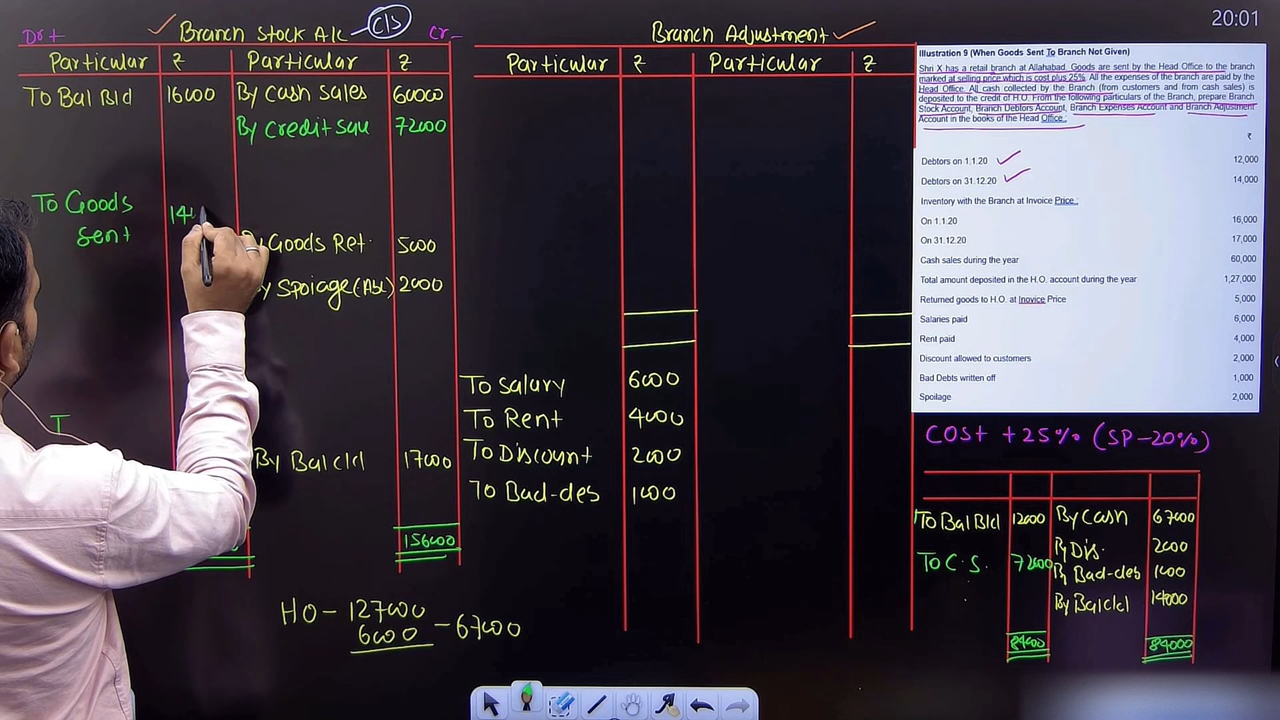 20:01
Dr+
Branch Stock A/c
C/S
Cr-
Particular ₹ Particular ₹
To Bal B/d 16000 By Cash Sales 60000
By Credit Sale 72000
To Goods
Sent
By Goods Ret. 5000
By Spoiage (Abl) 2000
By Bal c/d 17000
156000
HO - 127000
6000 - 67000
Branch Adjustment
Particular ₹ Particular ₹
To Salary 6000
To Rent 4000
To Discount 2000
To Bad-des 1000
Illustration 9 (When Goods Sent To Branch Not Given)
Shri X has a retail branch at Allahabad. Goods are sent by the Head Office to the branch
marked at selling price which is cost plus 25%. All the expenses of the branch are paid by the
Head Office. All cash collected by the Branch (from customers and from cash sales) is
deposited to the credit of H.O. From the following particulars of the Branch, prepare Branch
Stock Account, Branch Debtors Account, Branch Expenses Account and Branch Adjustment
Account in the books of the Head Office :
₹
Debtors on 1.1.20 12,000
Debtors on 31.12.20 14,000
Inventory with the Branch at Invoice Price :
On 1.1.20 16,000
On 31.12.20 17,000
Cash sales during the year 60,000
Total amount deposited in the H.O. account during the year 1,27,000
Returned goods to H.O. at Inovice Price 5,000
Salaries paid 6,000
Rent paid 4,000
Discount allowed to customers 2,000
Bad Debts written off 1,000
Spoilage 2,000
Cost +25% (SP-20%)
To Bal B/d 12000 By Cash 67000
By Dis. 2000
To C.S. 72000 By Bad-des 1000
By Bal c/d 14000
84000 84000